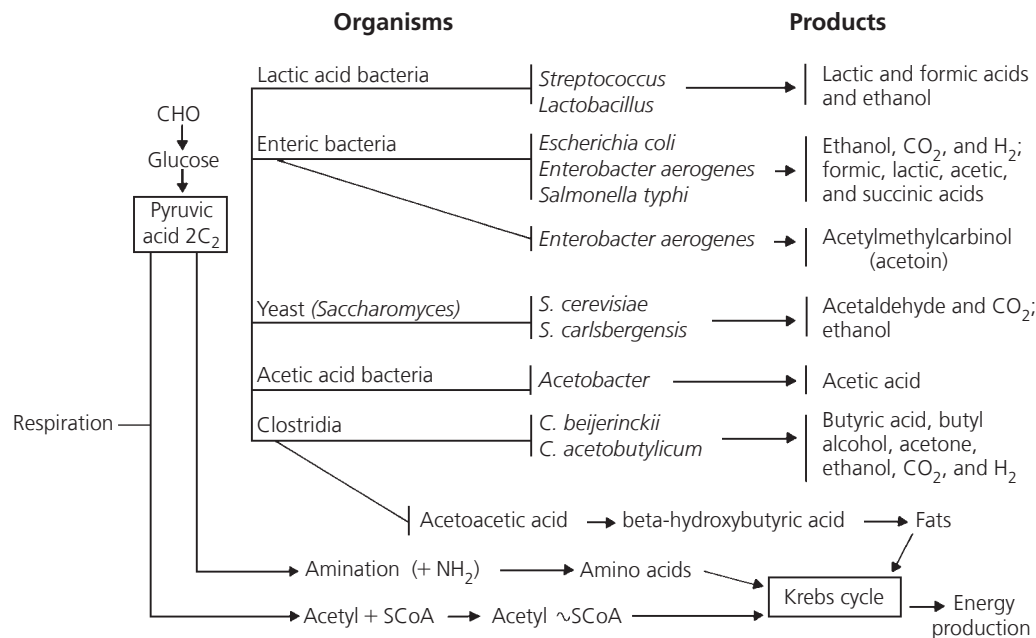 Organisms
Products
Lactic acid bacteria
Streptococcus
Lactobacillus
Lactic and formic acids
and ethanol
CHO
Glucose
Pyruvic
acid 2C₂
Enteric bacteria
Escherichia coli
Enterobacter aerogenes
Salmonella typhi
Ethanol, CO₂, and H₂;
formic, lactic, acetic,
and succinic acids
Enterobacter aerogenes
Acetylmethylcarbinol
(acetoin)
Yeast (Saccharomyces)
S. cerevisiae
S. carlsbergensis
Acetaldehyde and CO₂;
ethanol
Acetic acid bacteria
Acetobacter
Acetic acid
Respiration
Clostridia
C. beijerinckii
C. acetobutylicum
Butyric acid, butyl
alcohol, acetone,
ethanol, CO₂, and H₂
Acetoacetic acid
beta-hydroxybutyric acid
Fats
Amination (+ NH₂)
Amino acids
Krebs cycle
Acetyl + SCoA
Acetyl ∿SCoA
Energy
production